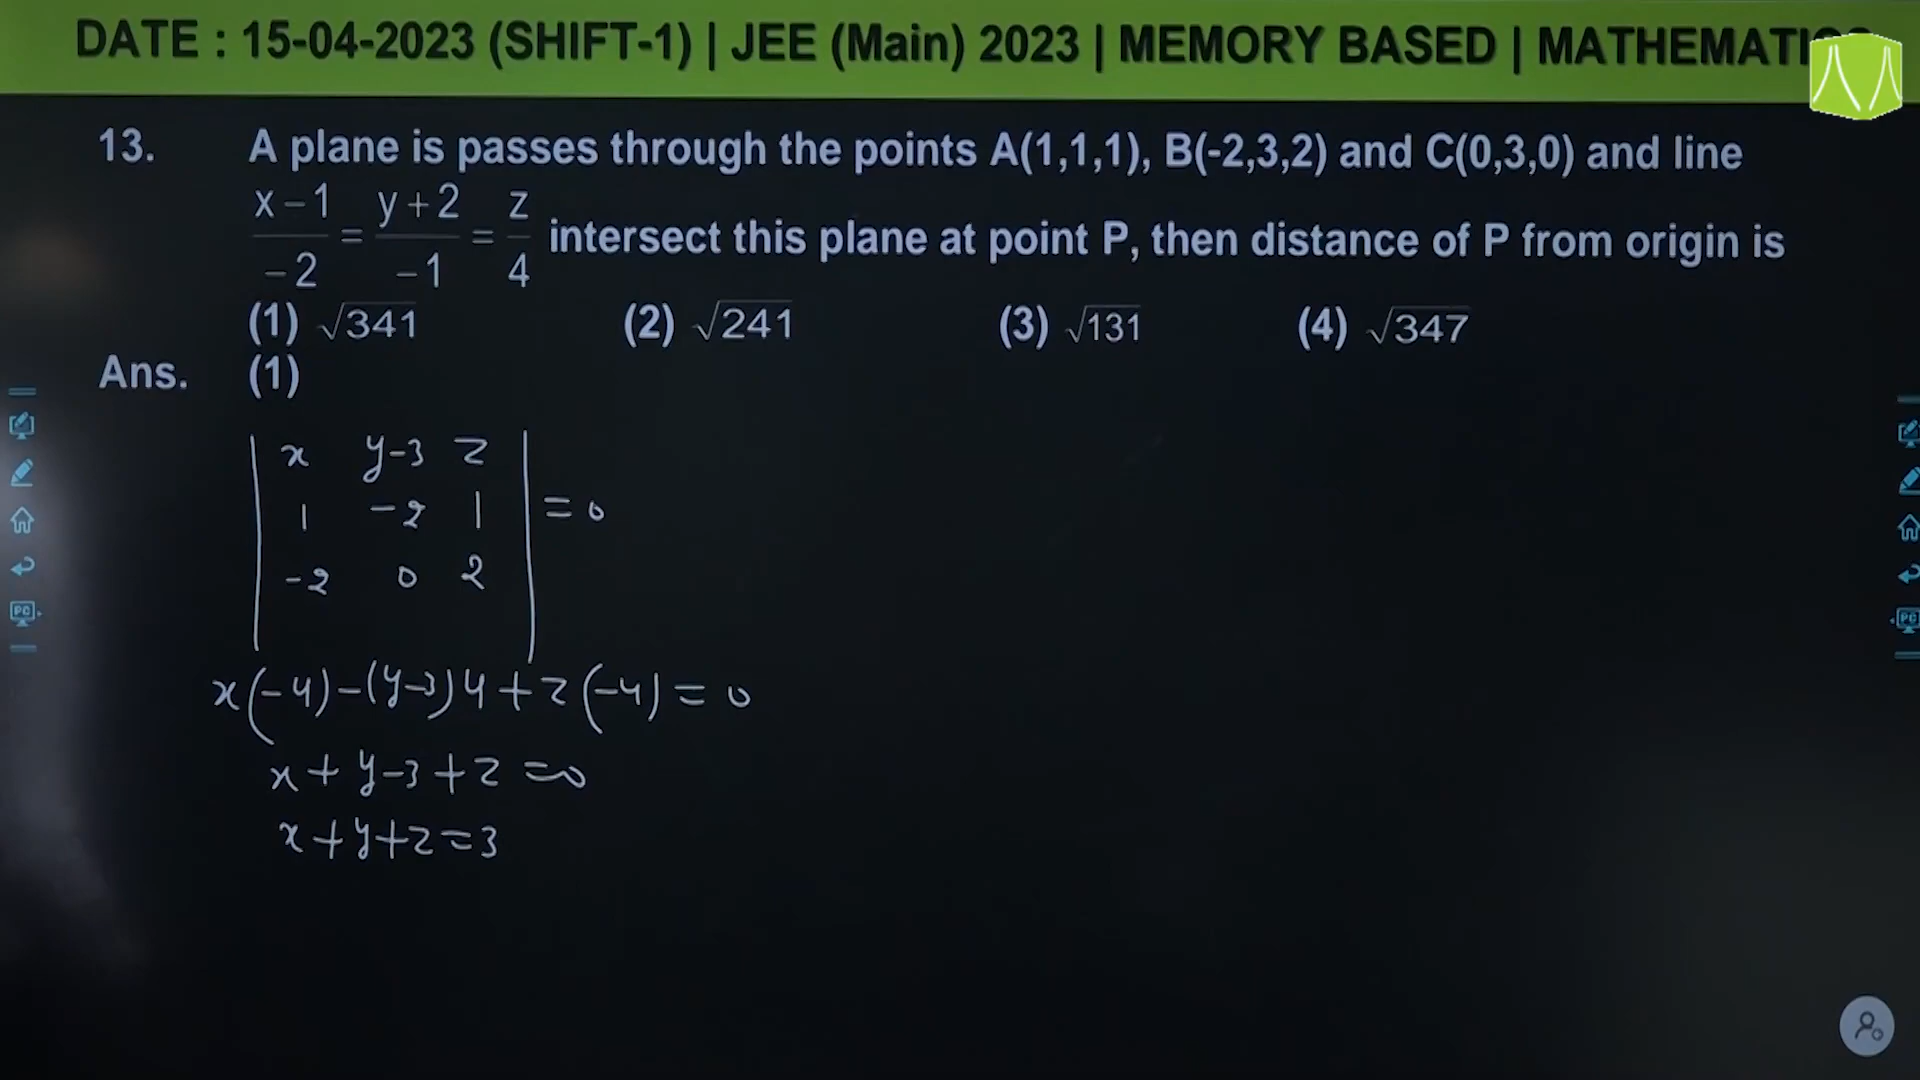 DATE : 15-04-2023 (SHIFT-1) | JEE (Main) 2023 | MEMORY BASED | MATHEMATI
13. A plane is passes through the points A(1,1,1), B(-2,3,2) and C(0,3,0) and line
(x-1)/-2 = (y+2)/-1 = z/4 intersect this plane at point P, then distance of P from origin is
(1) √341 (2) √241 (3) √131 (4) √347
Ans. (1)
| x y-3 z |
| 1 -2 1 | = 0
| -2 0 2 |
x(-4)-(y-3)4+z(-4)=0
x+y-3+z=0
x+y+z=3
PC
PC